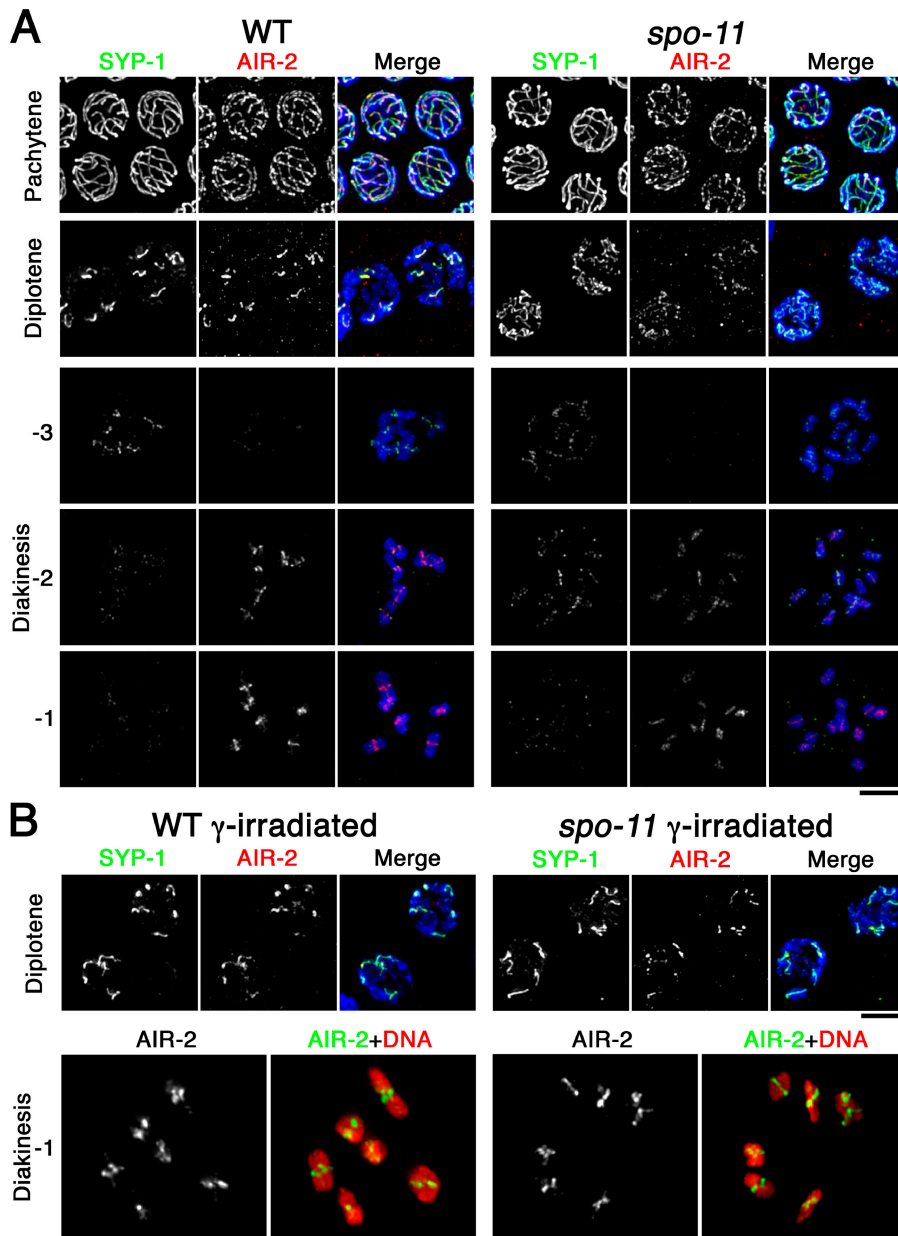 A
WT
spo-11
SYP-1 AIR-2 Merge
SYP-1 AIR-2 Merge
Pachytene
Diplotene
Diakinesis
-3
-2
-1
B
WT γ-irradiated
spo-11 γ-irradiated
SYP-1 AIR-2 Merge
SYP-1 AIR-2 Merge
Diplotene
AIR-2 AIR-2+DNA
AIR-2 AIR-2+DNA
Diakinesis
-1